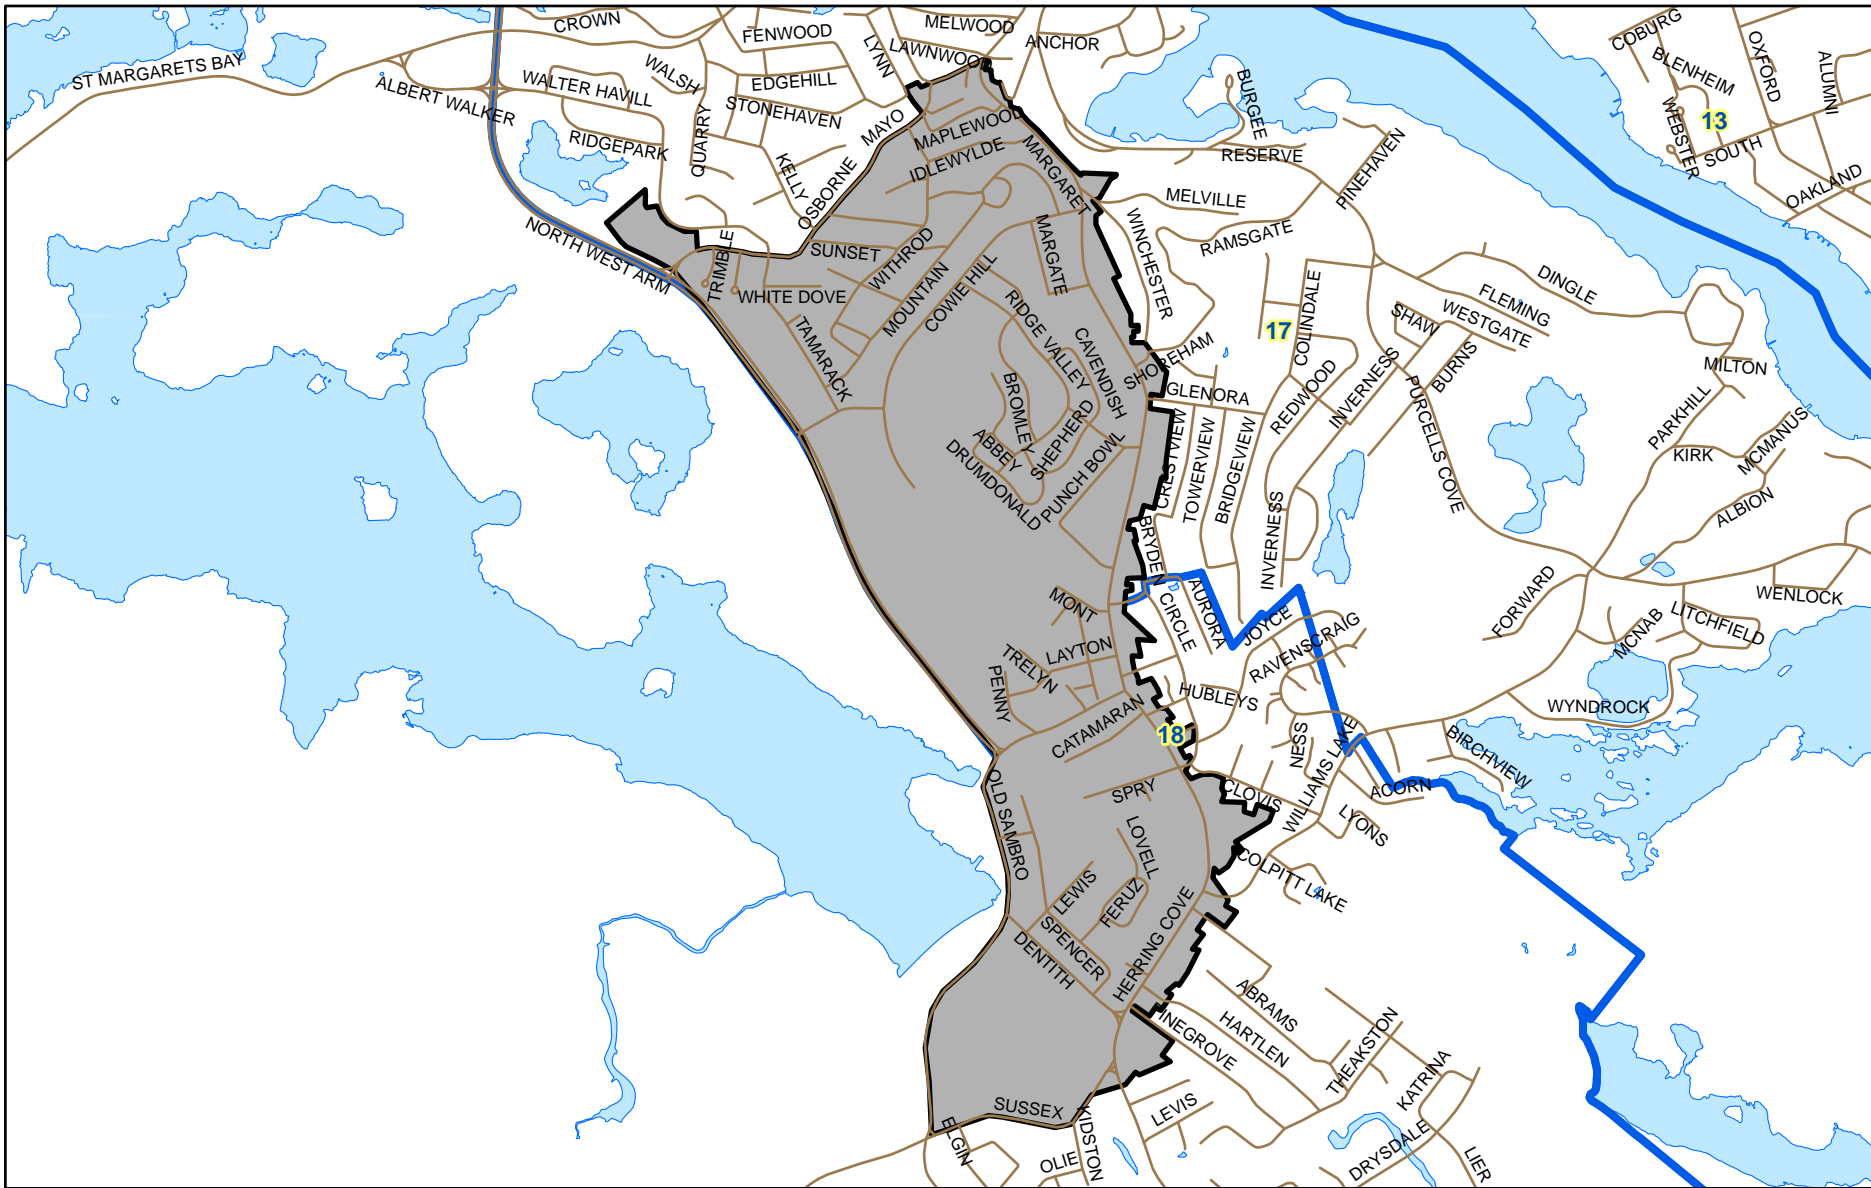 CROWN
FENWOOD
MELWOOD
COBURG
ST MARGARETS BAY
ALBERT WALKER
WALTER HAVILL
WALSH
EDGEHILL
LYNN
LAWNWOOD
ANCHOR
BURGEE
BLENHEIM
OXFORD
ALUMNI
RIDGEPARK
QUARRY
STONEHAVEN
MAYO
MAPLEWOOD
IDLEWYLDE
MARGARET
RESERVE
PINEHAVEN
WEBSTER
13
SOUTH
OAKLAND
KELLY
OSBORNE
MELVILLE
NORTH WEST ARM
TRIMBLE
SUNSET
WITHROD
MARGATE
WINCHESTER
RAMSGATE
WHITE DOVE
MOUNTAIN
COWIE HILL
RIDGE VALLEY
COLINDALE
DINGLE
FLEMING
TAMARACK
CAVENDISH
SHOREHAM
17
SHAW
WESTGATE
BURNS
MILTON
BROMLEY
GLENORA
REDWOOD
INVERNESS
PURCELLS COVE
PARKHILL
MCMANUS
ABBEY
SHEPHERD
PUNCH BOWL
CRESTVIEW
TOWERVIEW
BRIDGEVIEW
KIRK
DRUMDONALD
BRYDEN
INVERNESS
ALBION
MONT
CIRCLE
AURORA
JOYCE
FORWARD
WENLOCK
LITCHFIELD
MCNAB
TRELYN
LAYTON
RAVENSCRAIG
PENNY
HUBLEYS
WYNDROCK
CATAMARAN
18
NESS
WILLIAMS LAKE
BIRCHVIEW
OLD SAMBRO
SPRY
CLOVIS
ACORN
LYONS
LOVELL
COLPITT LAKE
LEWIS
FERUZ
SPENCER
DENTITH
HERRING COVE
ABRAMS
HARTLEN
INEGROVE
THEAKSTON
KATRINA
SUSSEX
ELGIN
KIDSTON
LEVIS
OLIE
DRYSDALE
LIER